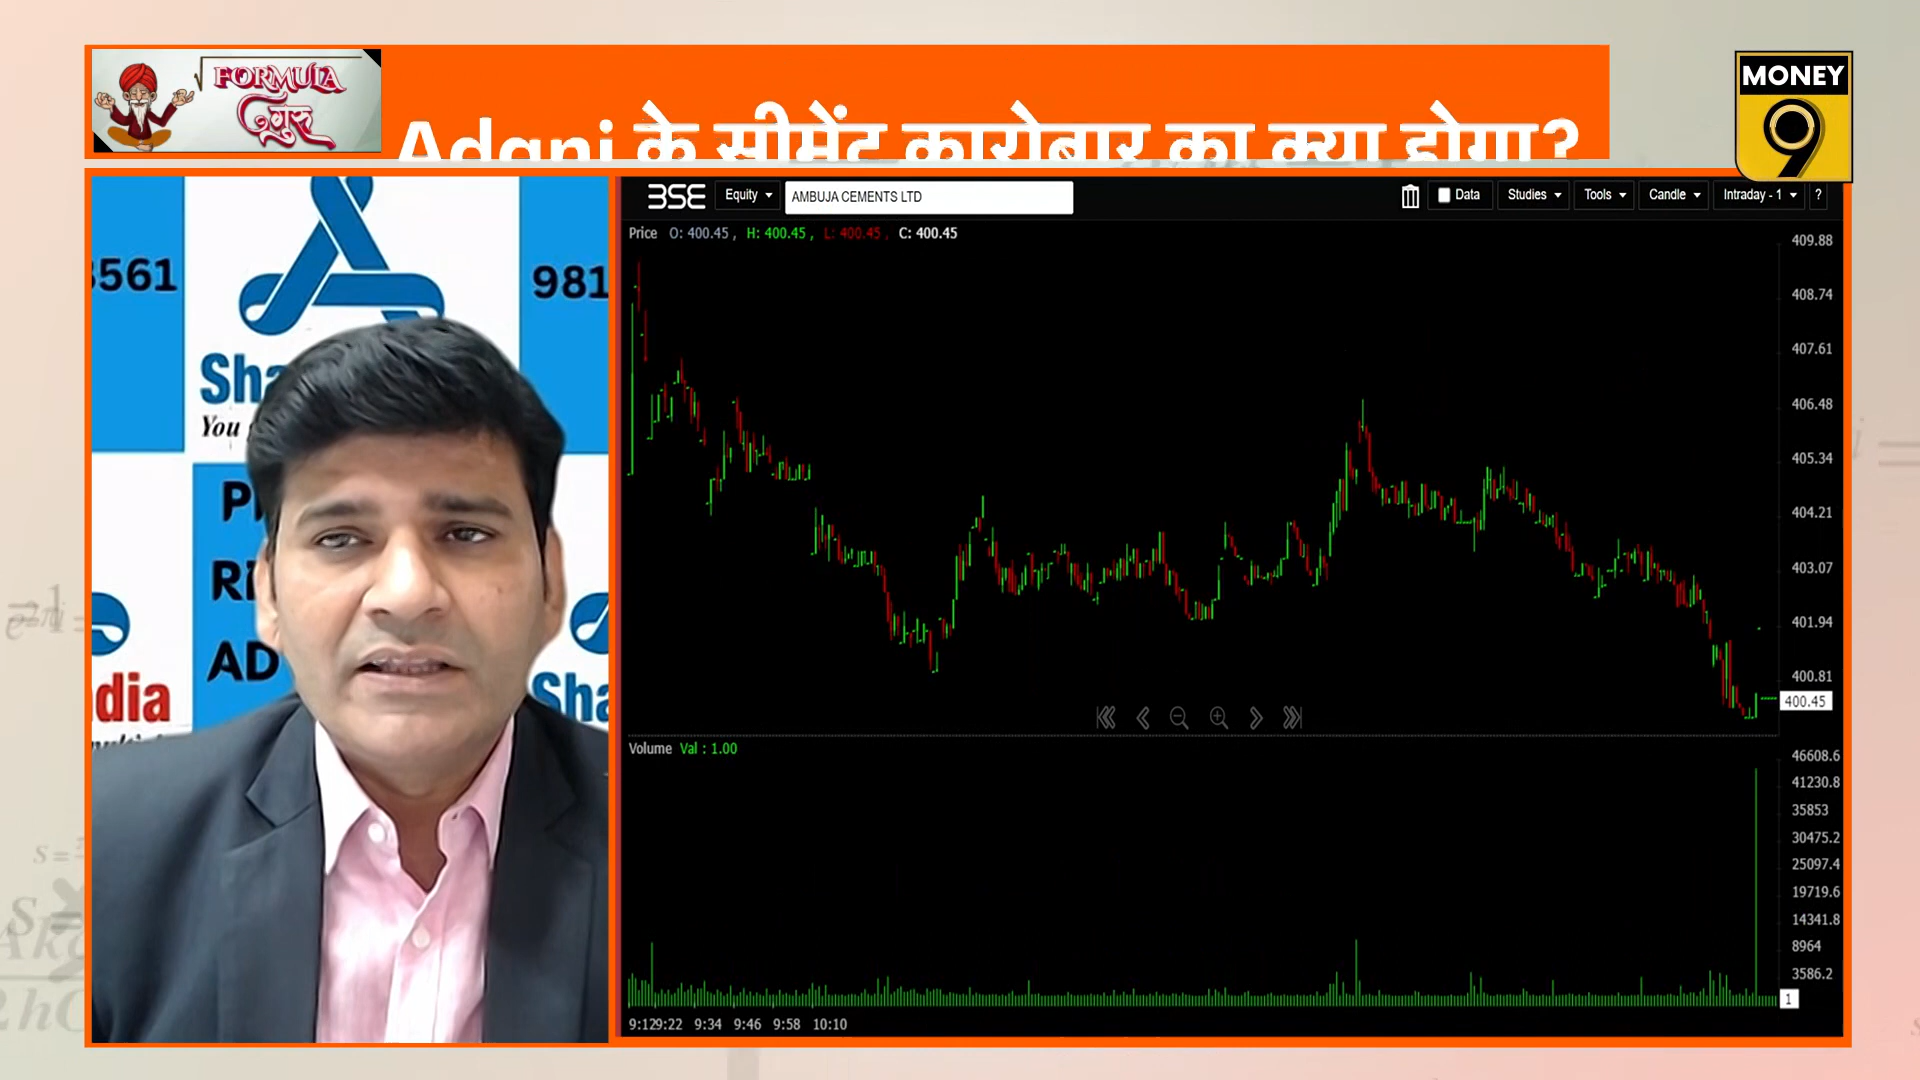 FORMULA
गुरु
Adani के सीमेंट कारोबार का क्या होगा?
MONEY
9
3561
981
Sha
You
P
Ri
AD
dia
Sha
BSE
Equity
AMBUJA CEMENTS LTD
Data
Studies
Tools
Candle
Intraday - 1
?
Price O: 400.45 , H: 400.45 , L: 400.45 , C: 400.45
409.88
408.74
407.61
406.48
405.34
404.21
403.07
401.94
400.81
400.45
Volume Val : 1.00
46608.6
41230.8
35853
30475.2
25097.4
19719.6
14341.8
8964
3586.2
1
9:12 9:22 9:34 9:46 9:58 10:10